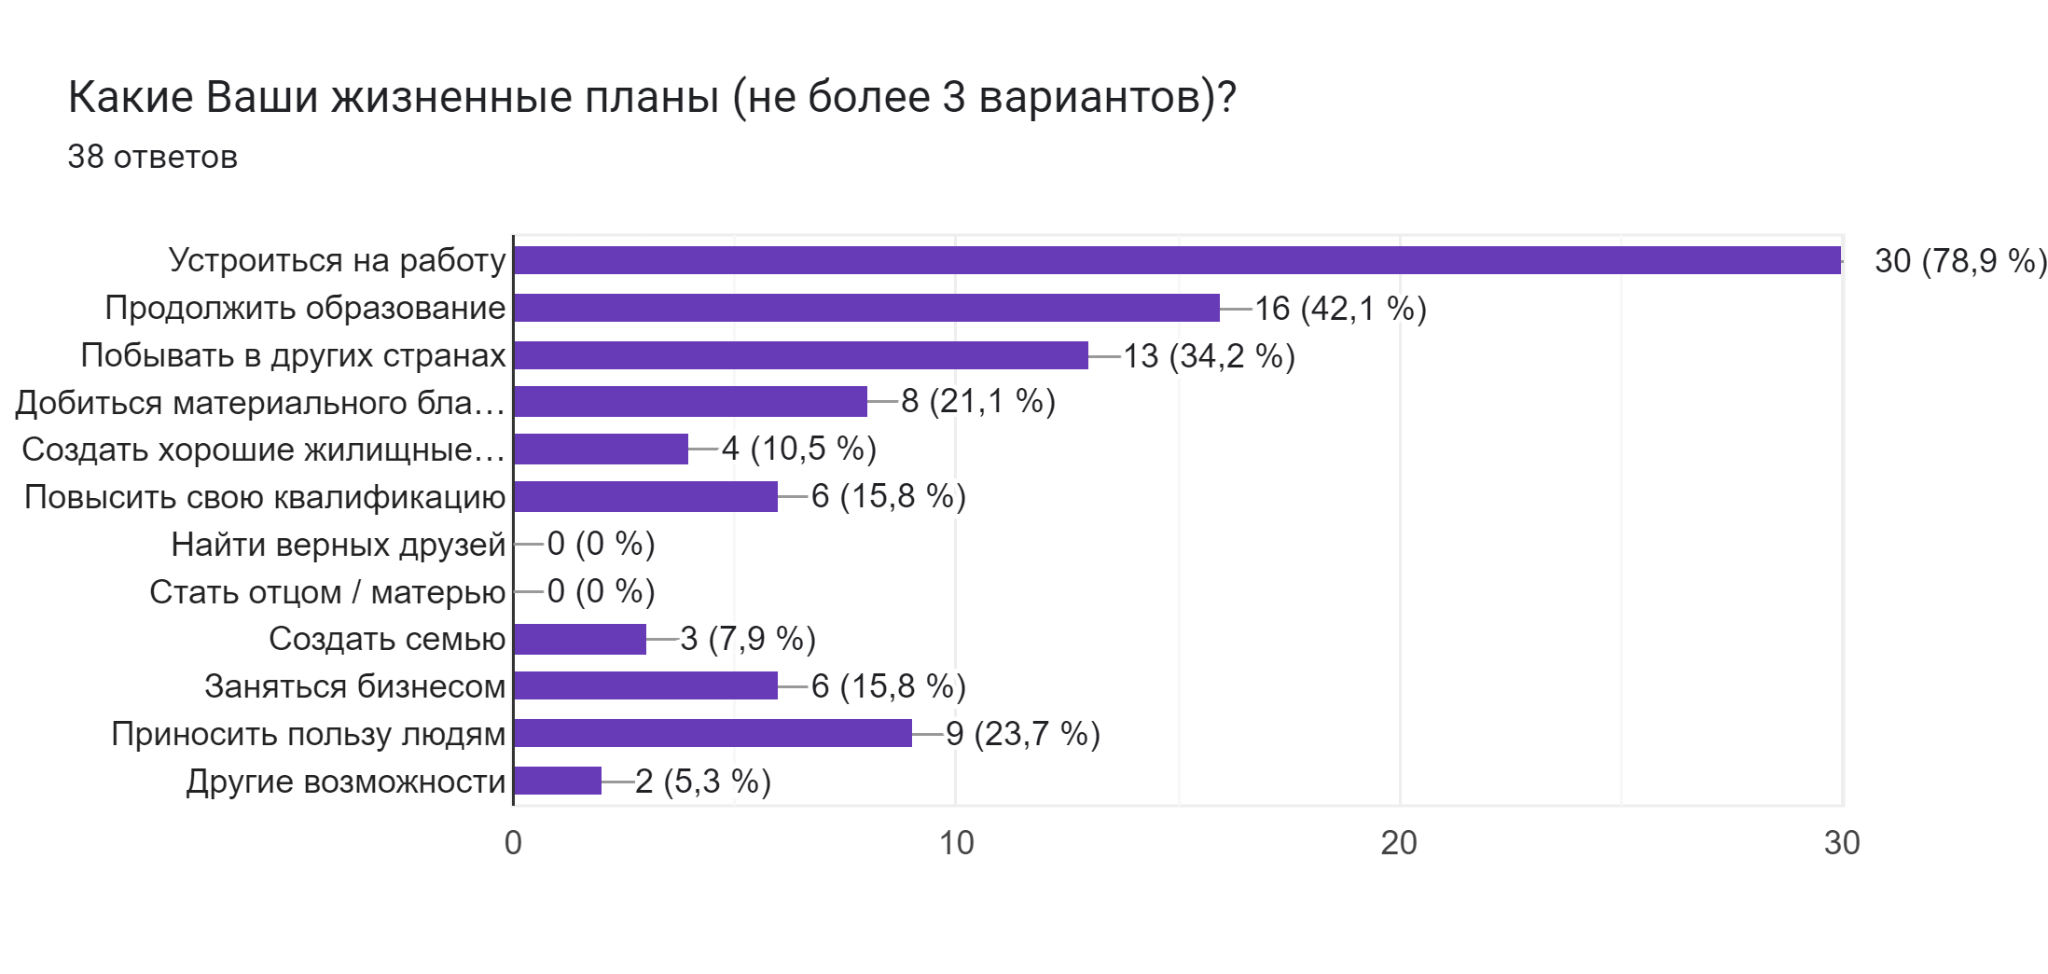 Какие Ваши жизненные планы (не более 3 вариантов)?
38 ответов
Устроиться на работу 30 (78,9 %)
Продолжить образование 16 (42,1 %)
Побывать в других странах 13 (34,2 %)
Добиться материального бла… 8 (21,1 %)
Создать хорошие жилищные… 4 (10,5 %)
Повысить свою квалификацию 6 (15,8 %)
Найти верных друзей 0 (0 %)
Стать отцом / матерью 0 (0 %)
Создать семью 3 (7,9 %)
Заняться бизнесом 6 (15,8 %)
Приносить пользу людям 9 (23,7 %)
Другие возможности 2 (5,3 %)
0 10 20 30